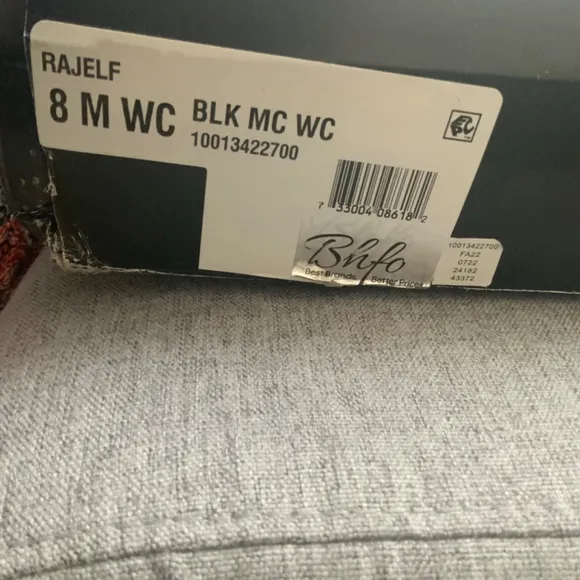 RAJELF
8 M WC BLK MC WC
10013422700
7 33004 08618 2
Bnfo
Best Brands. Better Prices
10013422700
FA22
0722
24182
43372